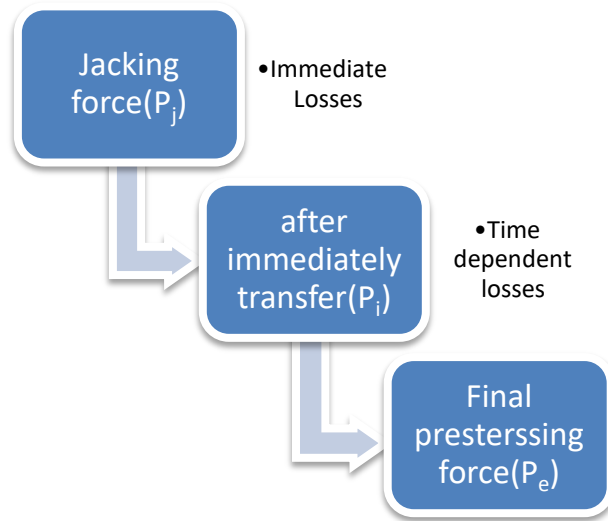 Jacking
force(Pj)
•Immediate
Losses
after
immediately
transfer(Pi)
•Time
dependent
losses
Final
presterssing
force(Pe)